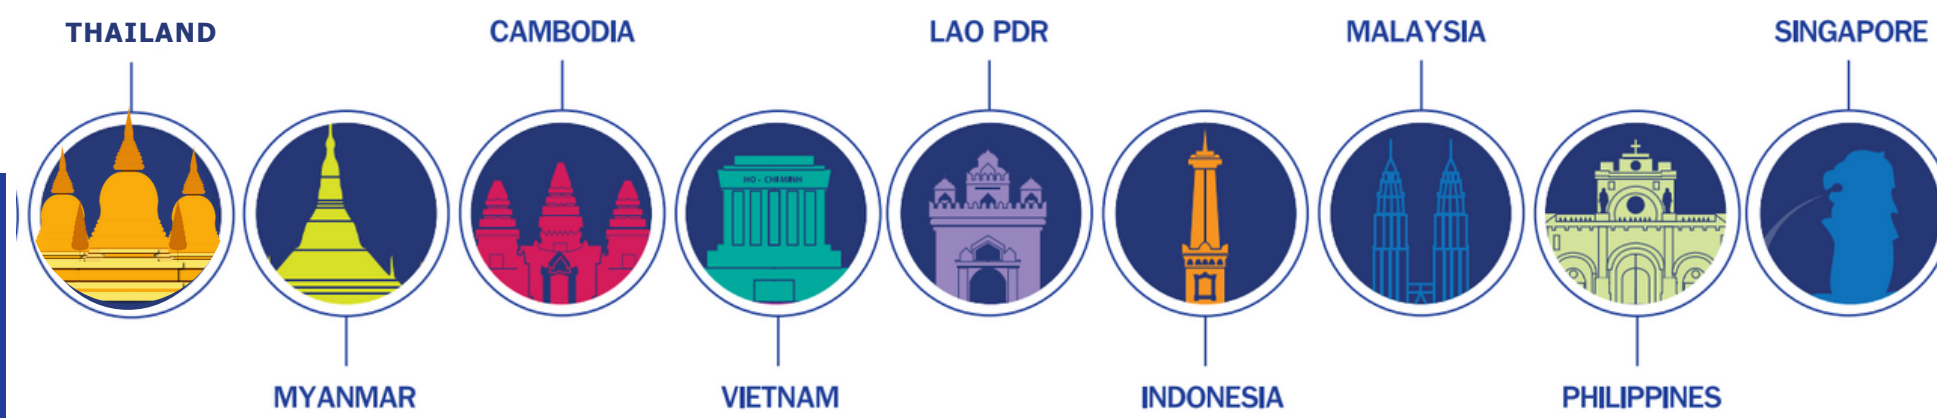 THAILAND
CAMBODIA
LAO PDR
MALAYSIA
SINGAPORE
HO - CHI MINH
MYANMAR
VIETNAM
INDONESIA
PHILIPPINES